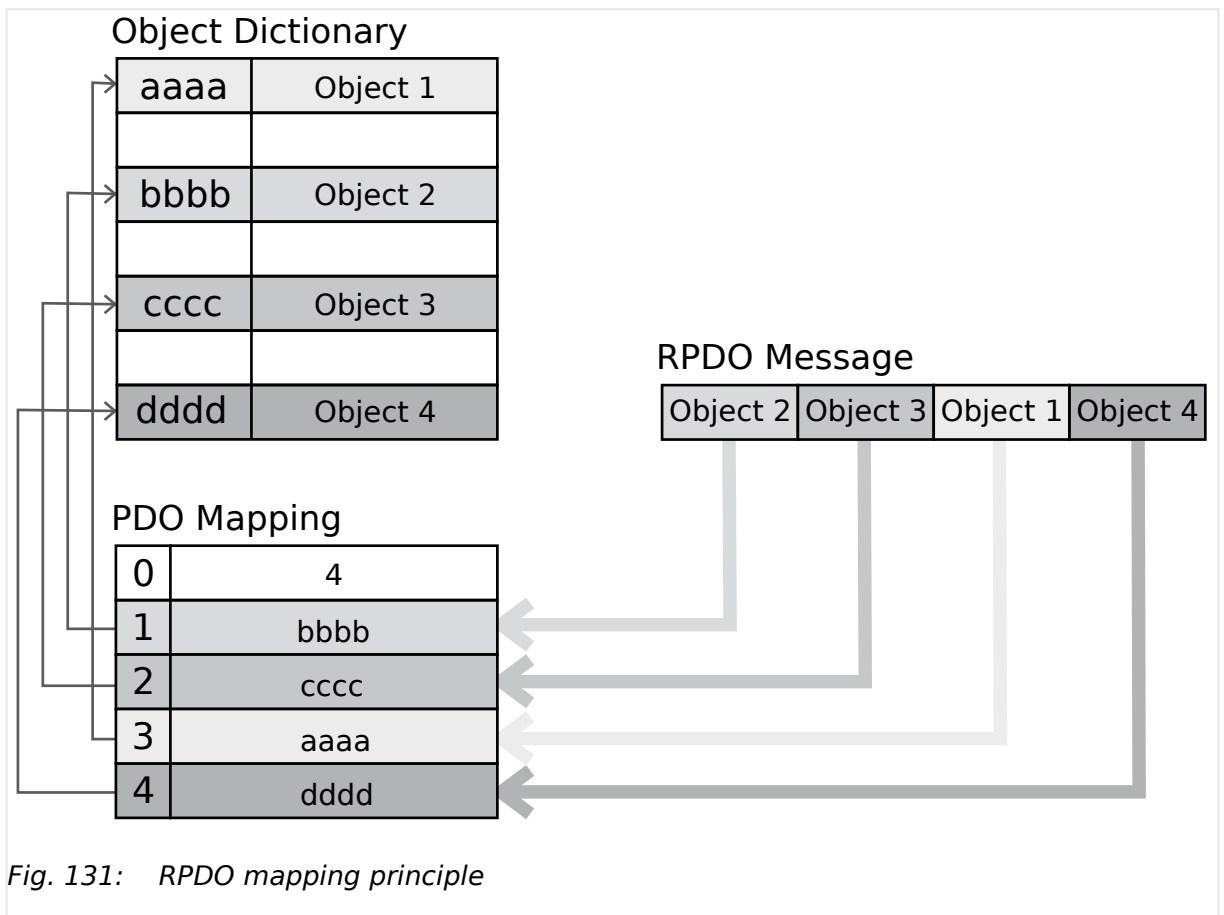 Object Dictionary
aaaa Object 1
bbbb Object 2
cccc Object 3
dddd Object 4
RPDO Message
Object 2 Object 3 Object 1 Object 4
PDO Mapping
0 4
1 bbbb
2 cccc
3 aaaa
4 dddd
Fig. 131: RPDO mapping principle